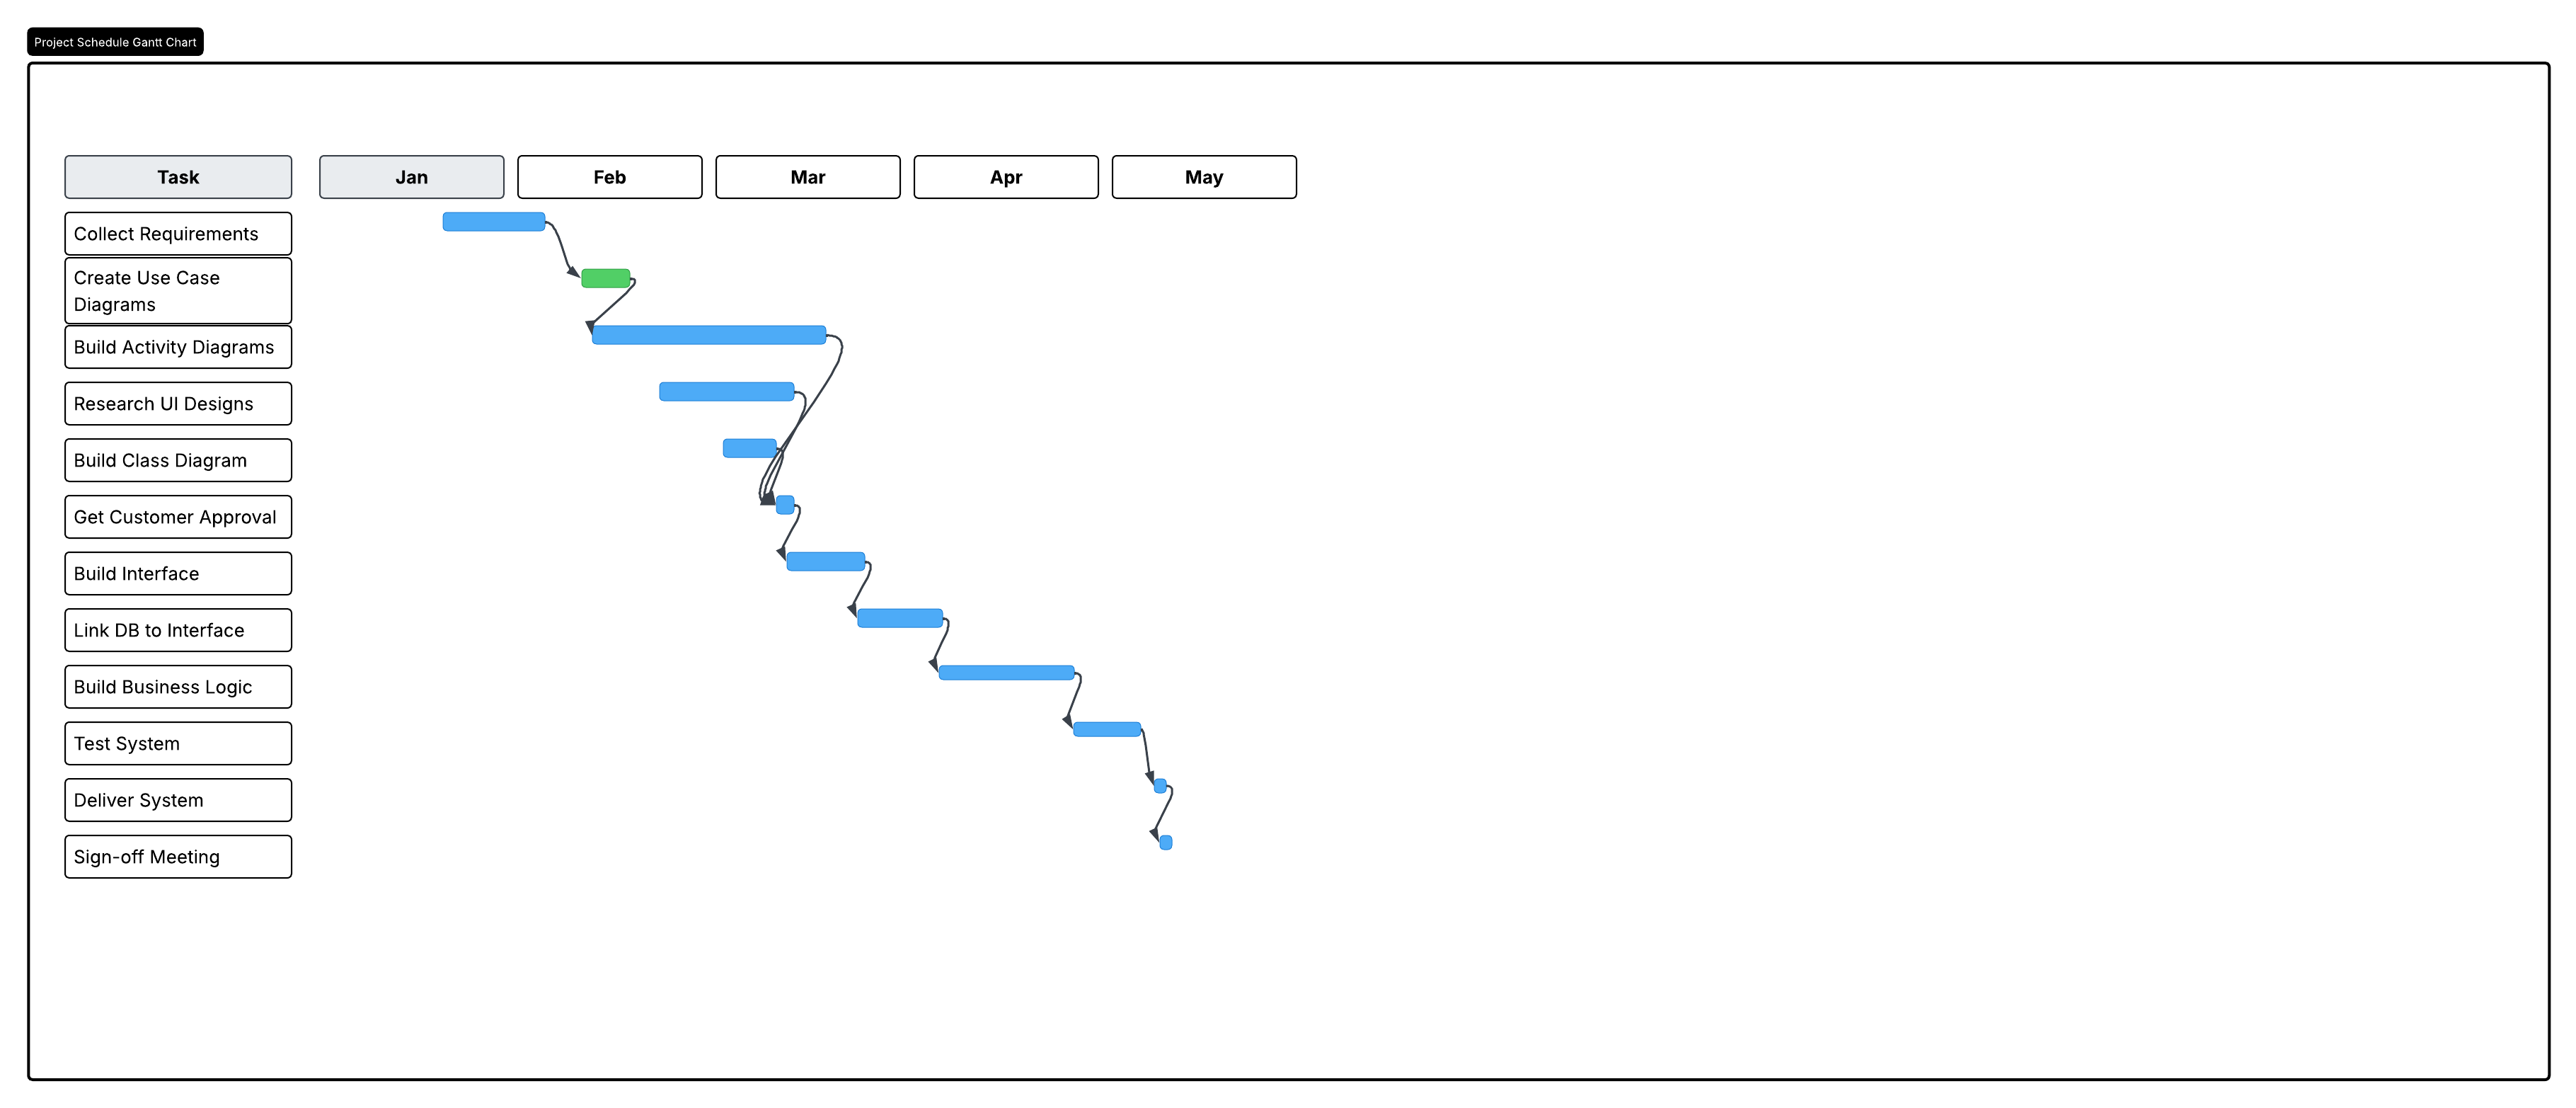 Project Schedule Gantt Chart
Task
Jan
Feb
Mar
Apr
May
Collect Requirements
Create Use Case
Diagrams
Build Activity Diagrams
Research UI Designs
Build Class Diagram
Get Customer Approval
Build Interface
Link DB to Interface
Build Business Logic
Test System
Deliver System
Sign-off Meeting